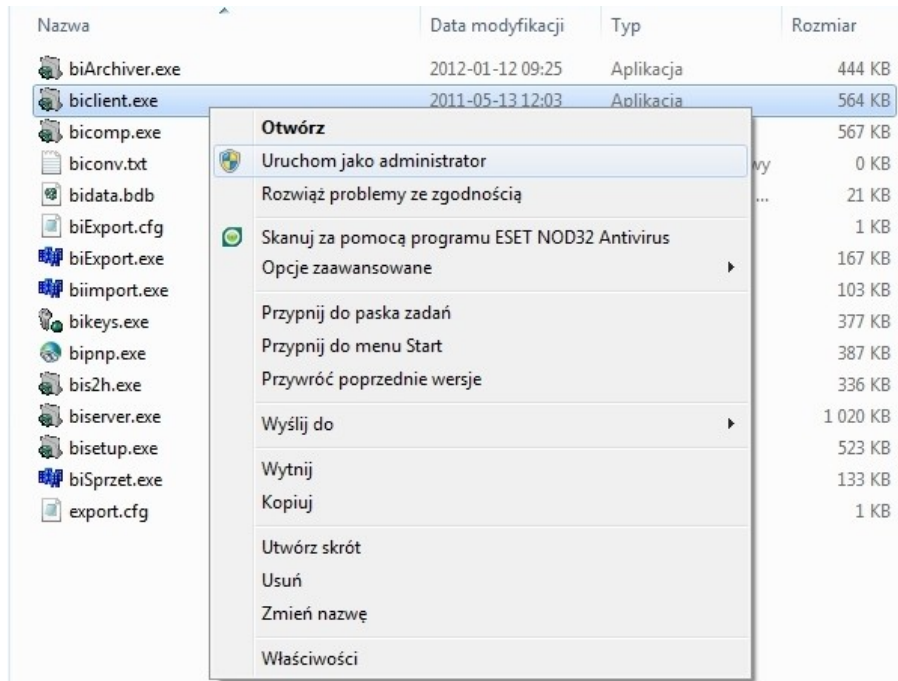 Nazwa Data modyfikacji Typ Rozmiar
biArchiver.exe 2012-01-12 09:25 Aplikacja 444 KB
biclient.exe 2011-05-13 12:03 Aplikacja 564 KB
bicomp.exe Otwórz 567 KB
biconv.txt Uruchom jako administrator wy 0 KB
bidata.bdb Rozwiąż problemy ze zgodnością ... 21 KB
biExport.cfg Skanuj za pomocą programu ESET NOD32 Antivirus 1 KB
biExport.exe Opcje zaawansowane 167 KB
biimport.exe 103 KB
bikeys.exe Przypnij do paska zadań 377 KB
bipnp.exe Przypnij do menu Start 387 KB
bis2h.exe Przywróć poprzednie wersje 336 KB
biserver.exe Wyślij do 1 020 KB
bisetup.exe 523 KB
biSprzet.exe Wytnij 133 KB
export.cfg Kopiuj 1 KB
Utwórz skrót
Usuń
Zmień nazwę
Właściwości